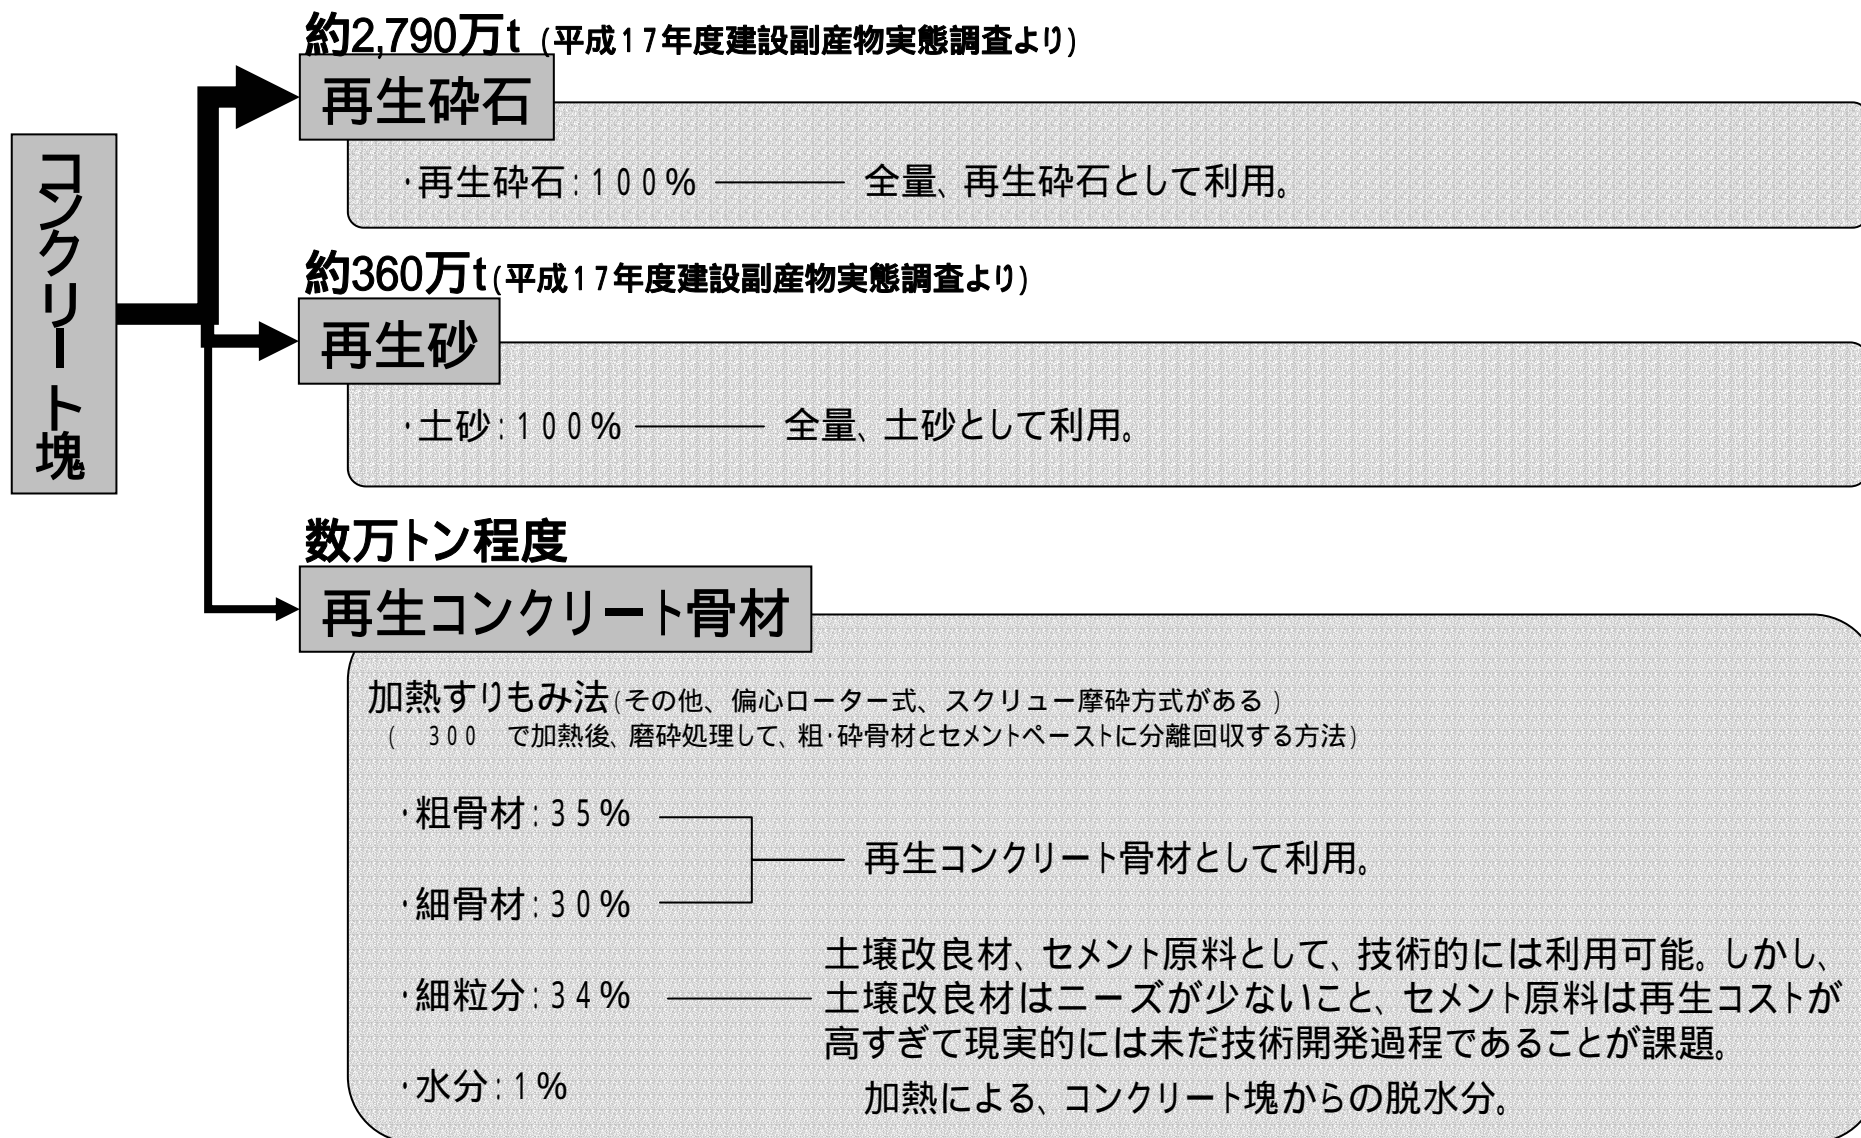 コンクリート塊
約2,790万t (平成17年度建設副産物実態調査より)
再生砕石
・再生砕石:100% 全量、再生砕石として利用。
約360万t(平成17年度建設副産物実態調査より)
再生砂
・土砂:100% 全量、土砂として利用。
数万トン程度
再生コンクリート骨材
加熱すりもみ法(その他、偏心ローター式、スクリュー摩砕方式がある)
( 300 で加熱後、磨砕処理して、粗・砕骨材とセメントペーストに分離回収する方法)
・粗骨材:35%
再生コンクリート骨材として利用。
・細骨材:30%
土壌改良材、セメント原料として、技術的には利用可能。しかし、
・細粒分:34% 土壌改良材はニーズが少ないこと、セメント原料は再生コストが
高すぎて現実的には未だ技術開発過程であることが課題。
・水分:1% 加熱による、コンクリート塊からの脱水分。